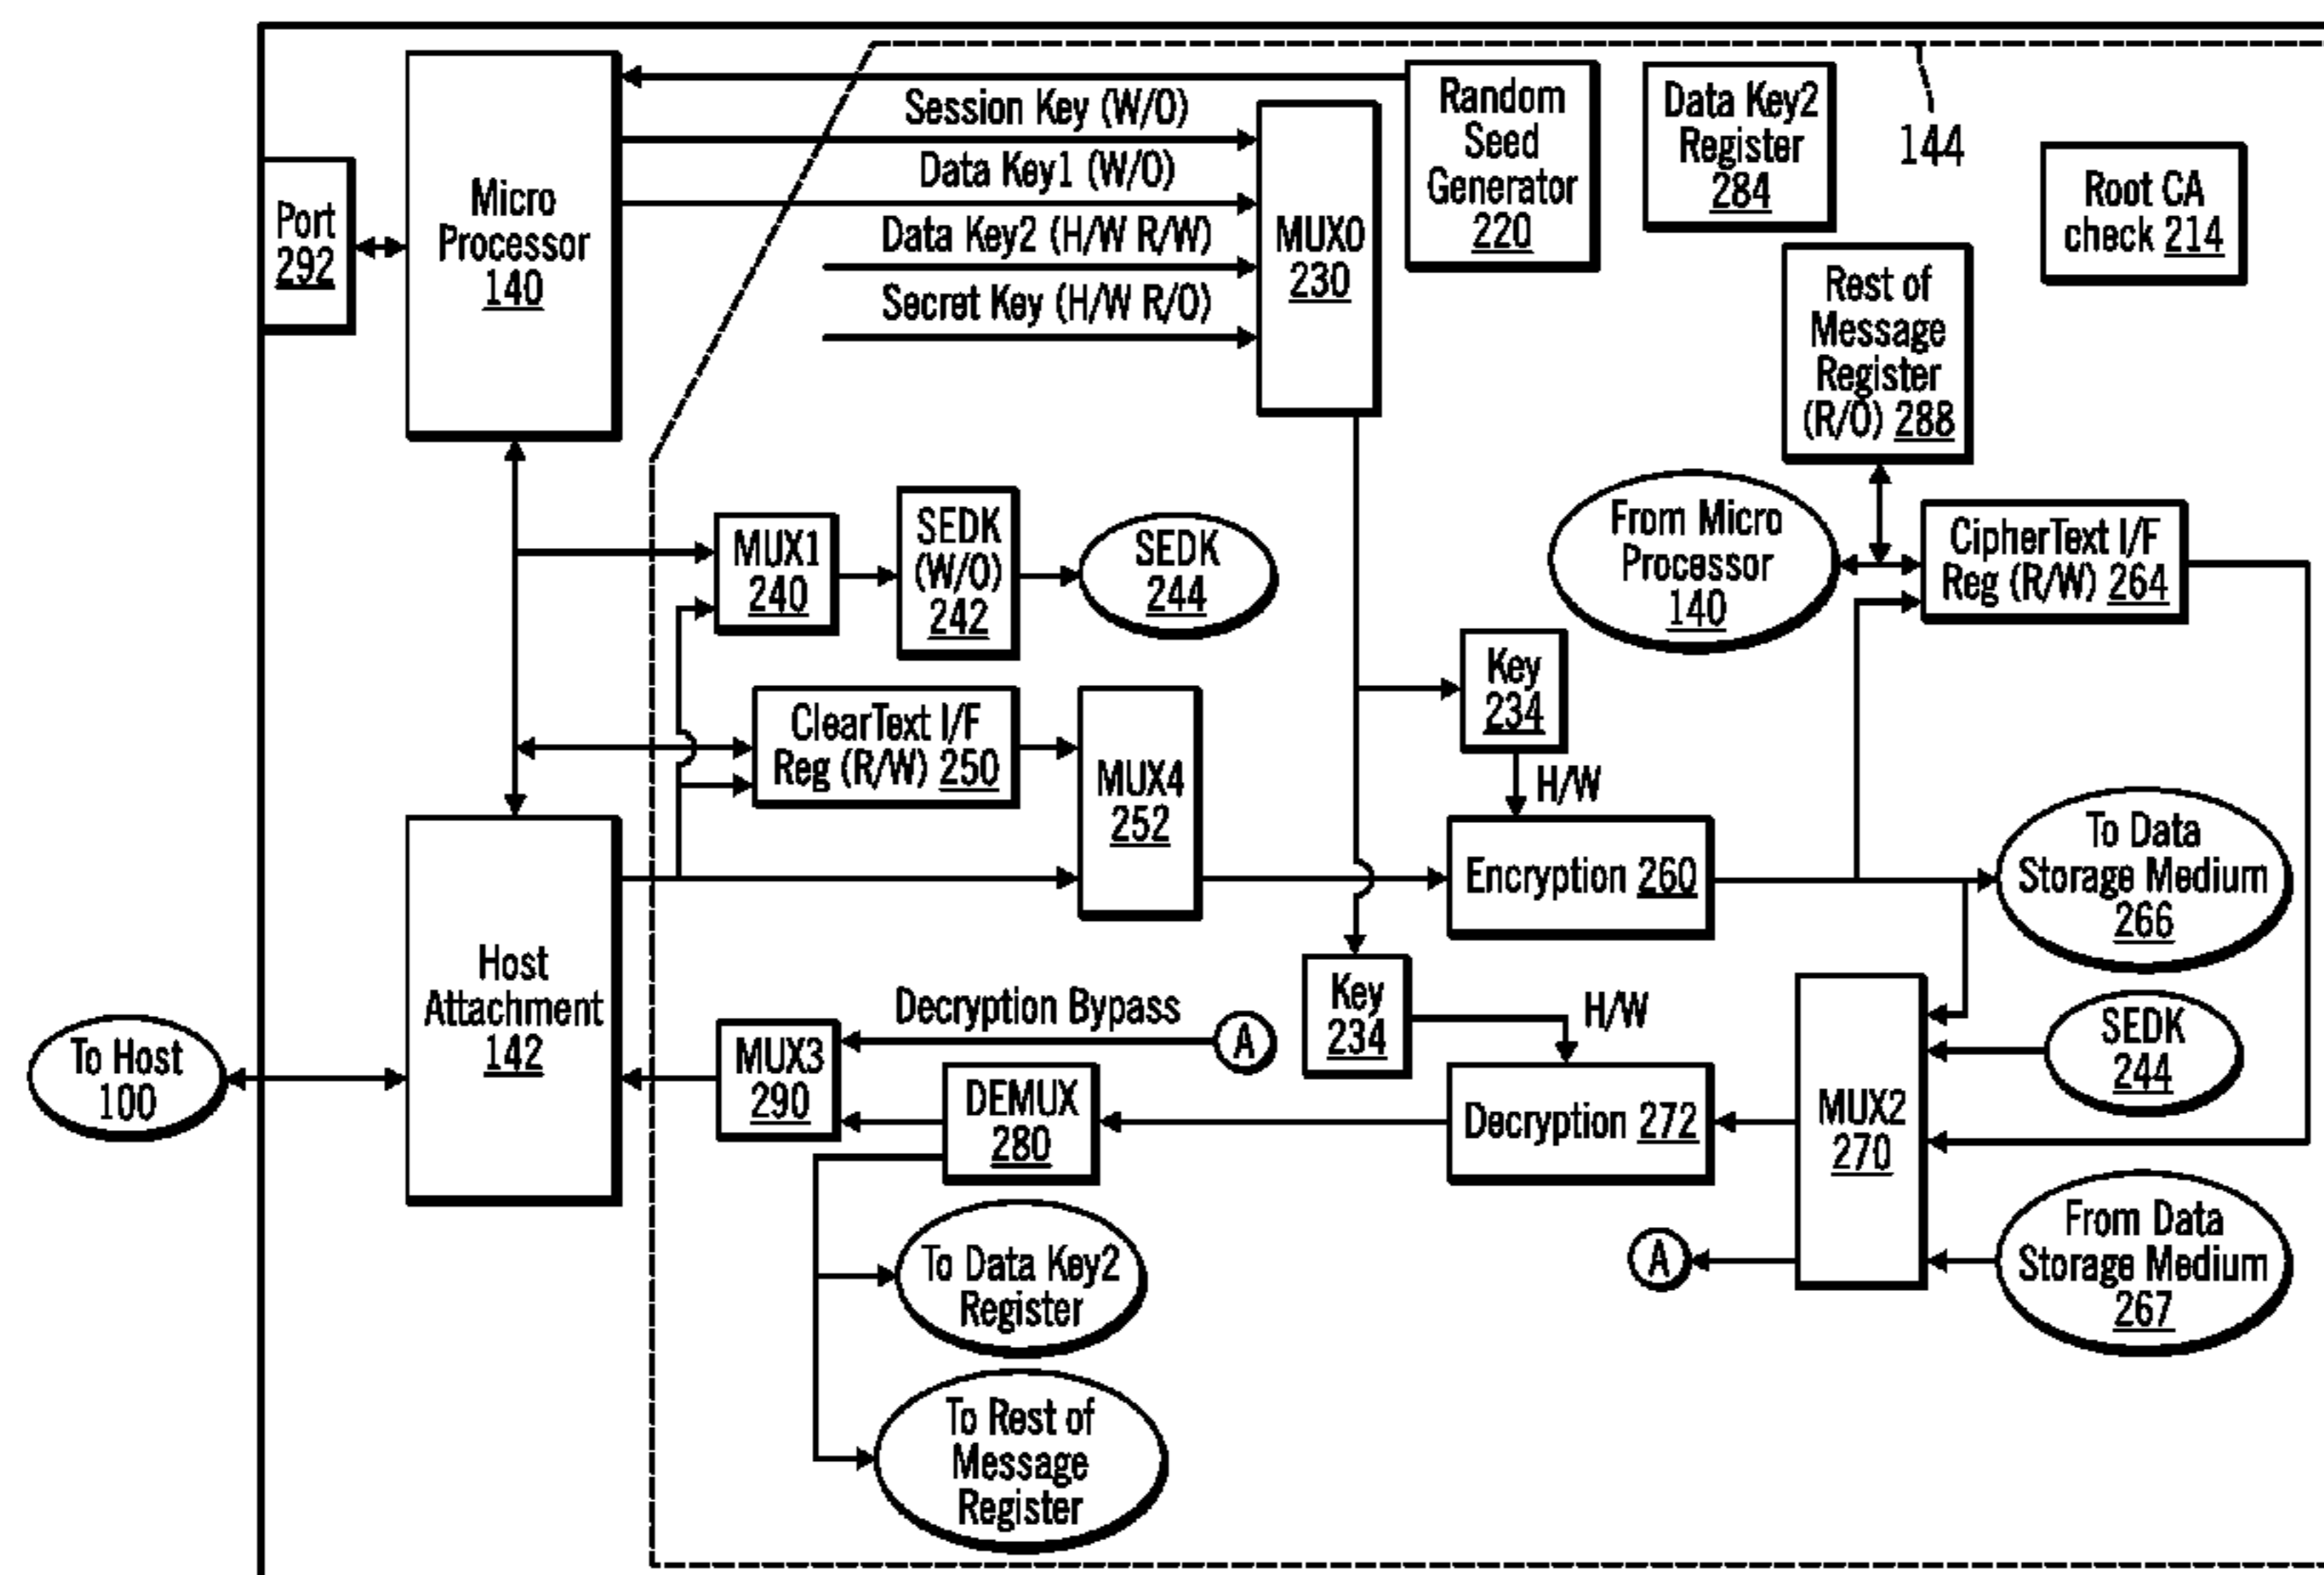 Port
292
Micro
Processor
140
Session Key (W/O)
Data Key1 (W/O)
Data Key2 (H/W R/W)
Secret Key (H/W R/O)
MUX0
230
Random
Seed
Generator
220
Data Key2
Register
284
144
Root CA
check 214
Rest of
Message
Register
(R/O) 288
MUX1
240
SEDK
(W/O)
242
SEDK
244
From Micro
Processor
140
CipherText I/F
Reg (R/W) 264
Key
234
H/W
ClearText I/F
Reg (R/W) 250
MUX4
252
Encryption 260
To Data
Storage Medium
266
Host
Attachment
142
To Host
100
Decryption Bypass
A
MUX3
290
DEMUX
280
Key
234
H/W
Decryption 272
MUX2
270
SEDK
244
From Data
Storage Medium
267
A
To Data Key2
Register
To Rest of
Message
Register